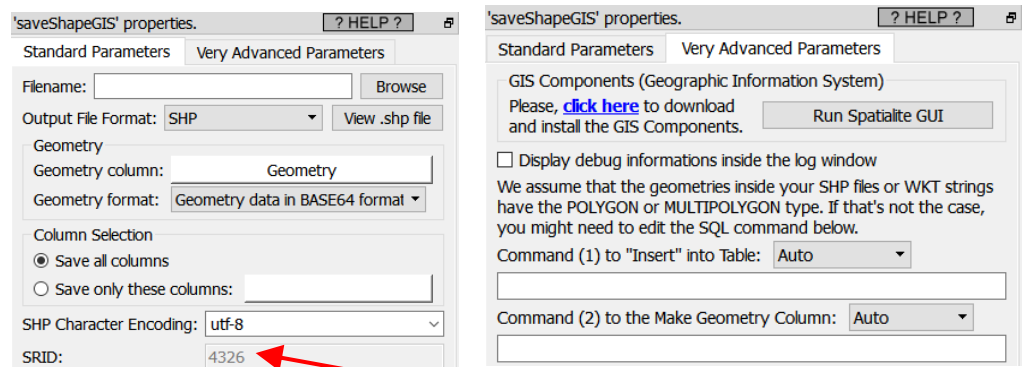 'saveShapeGIS' properties.
? HELP ?
Standard Parameters
Very Advanced Parameters
Filename:
Browse
Output File Format:
SHP
View .shp file
Geometry
Geometry column:
Geometry
Geometry format:
Geometry data in BASE64 format
Column Selection
Save all columns
Save only these columns:
SHP Character Encoding:
utf-8
SRID:
4326
'saveShapeGIS' properties.
? HELP ?
Standard Parameters
Very Advanced Parameters
GIS Components (Geographic Information System)
Please, click here to download
and install the GIS Components.
Run Spatialite GUI
Display debug informations inside the log window
We assume that the geometries inside your SHP files or WKT strings
have the POLYGON or MULTIPOLYGON type. If that's not the case,
you might need to edit the SQL command below.
Command (1) to "Insert" into Table:
Auto
Command (2) to the Make Geometry Column:
Auto